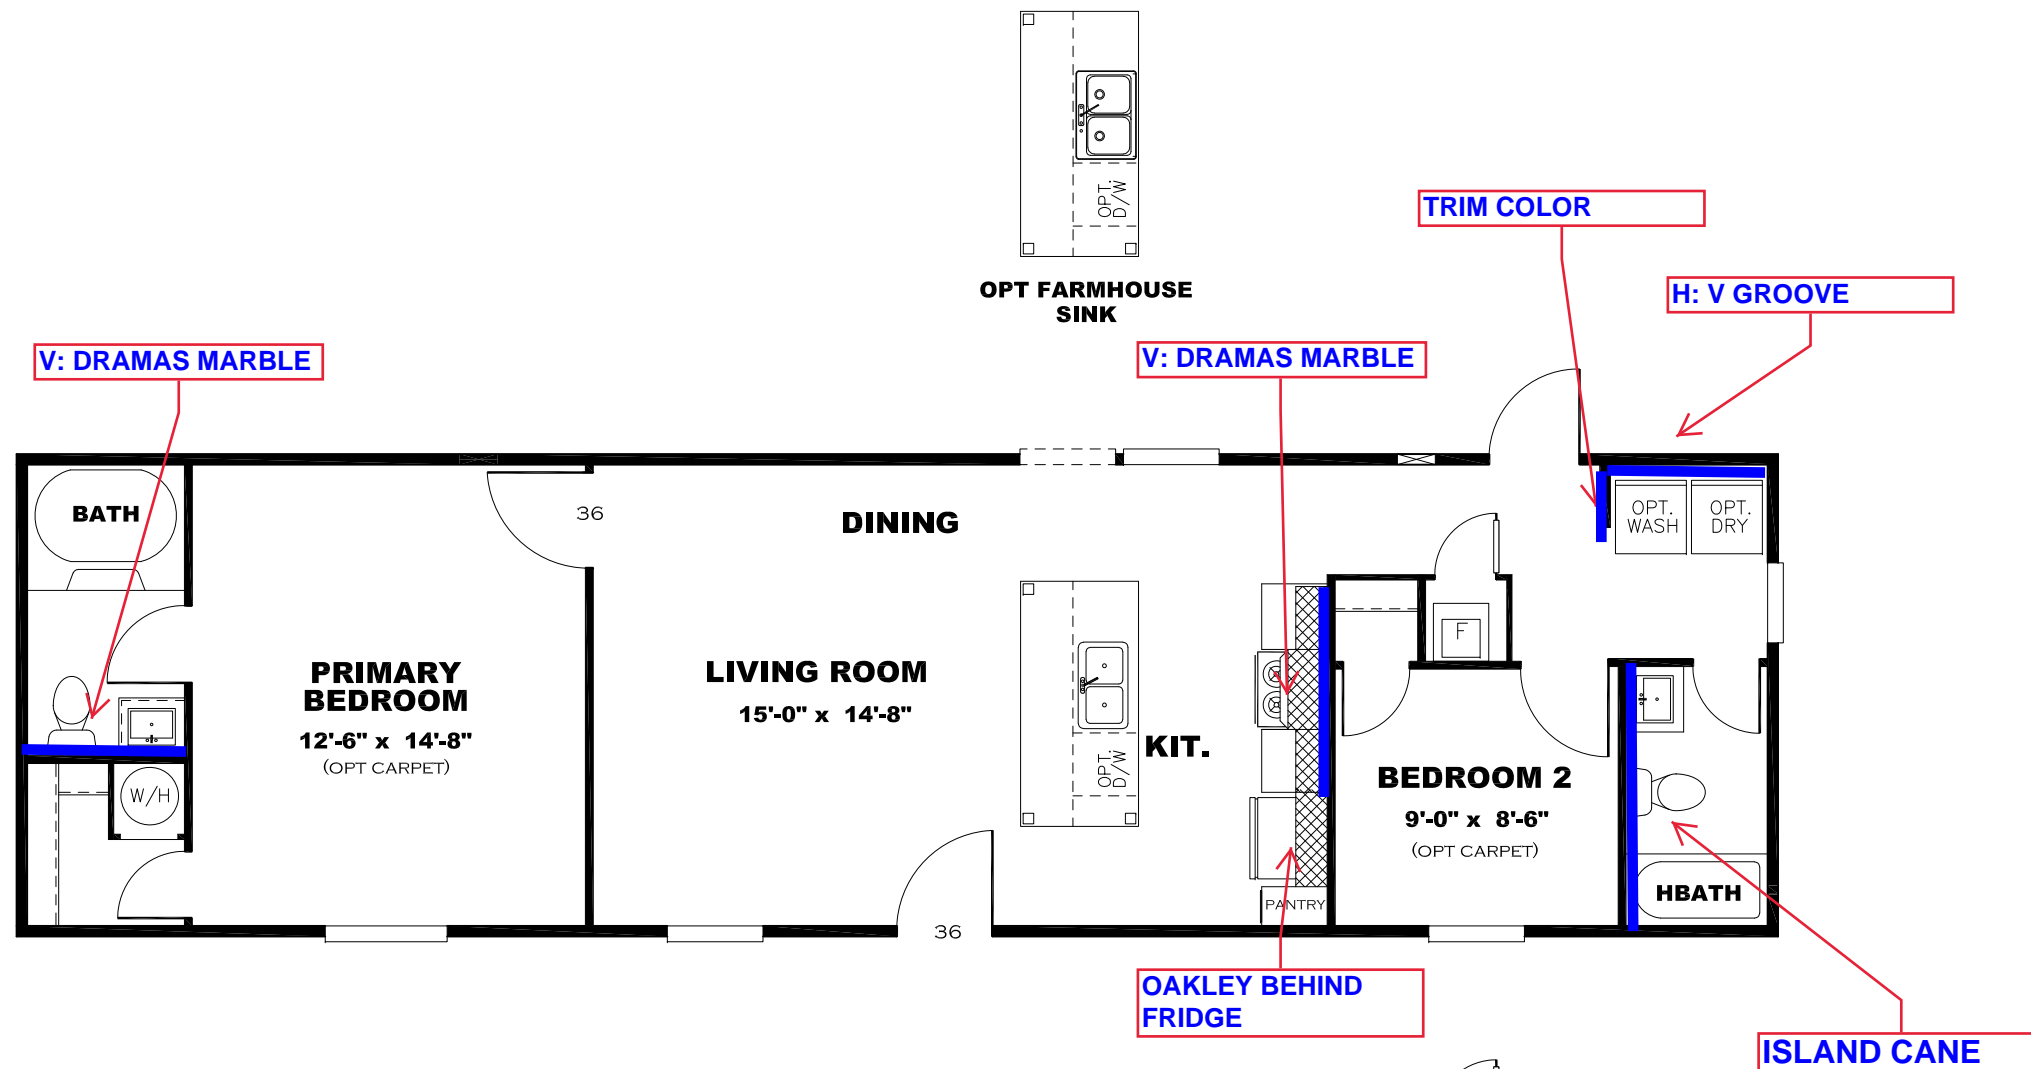 OPT.
D/W
OPT FARMHOUSE
SINK
TRIM COLOR
H: V GROOVE
V: DRAMAS MARBLE
V: DRAMAS MARBLE
BATH
36
DINING
OPT.
WASH
OPT.
DRY
F
PRIMARY
BEDROOM
12'-6" x 14'-8"
(OPT CARPET)
LIVING ROOM
15'-0" x 14'-8"
OPT.
D/W
KIT.
W/H
BEDROOM 2
9'-0" x 8'-6"
(OPT CARPET)
HBATH
PANTRY
36
OAKLEY BEHIND
FRIDGE
ISLAND CANE